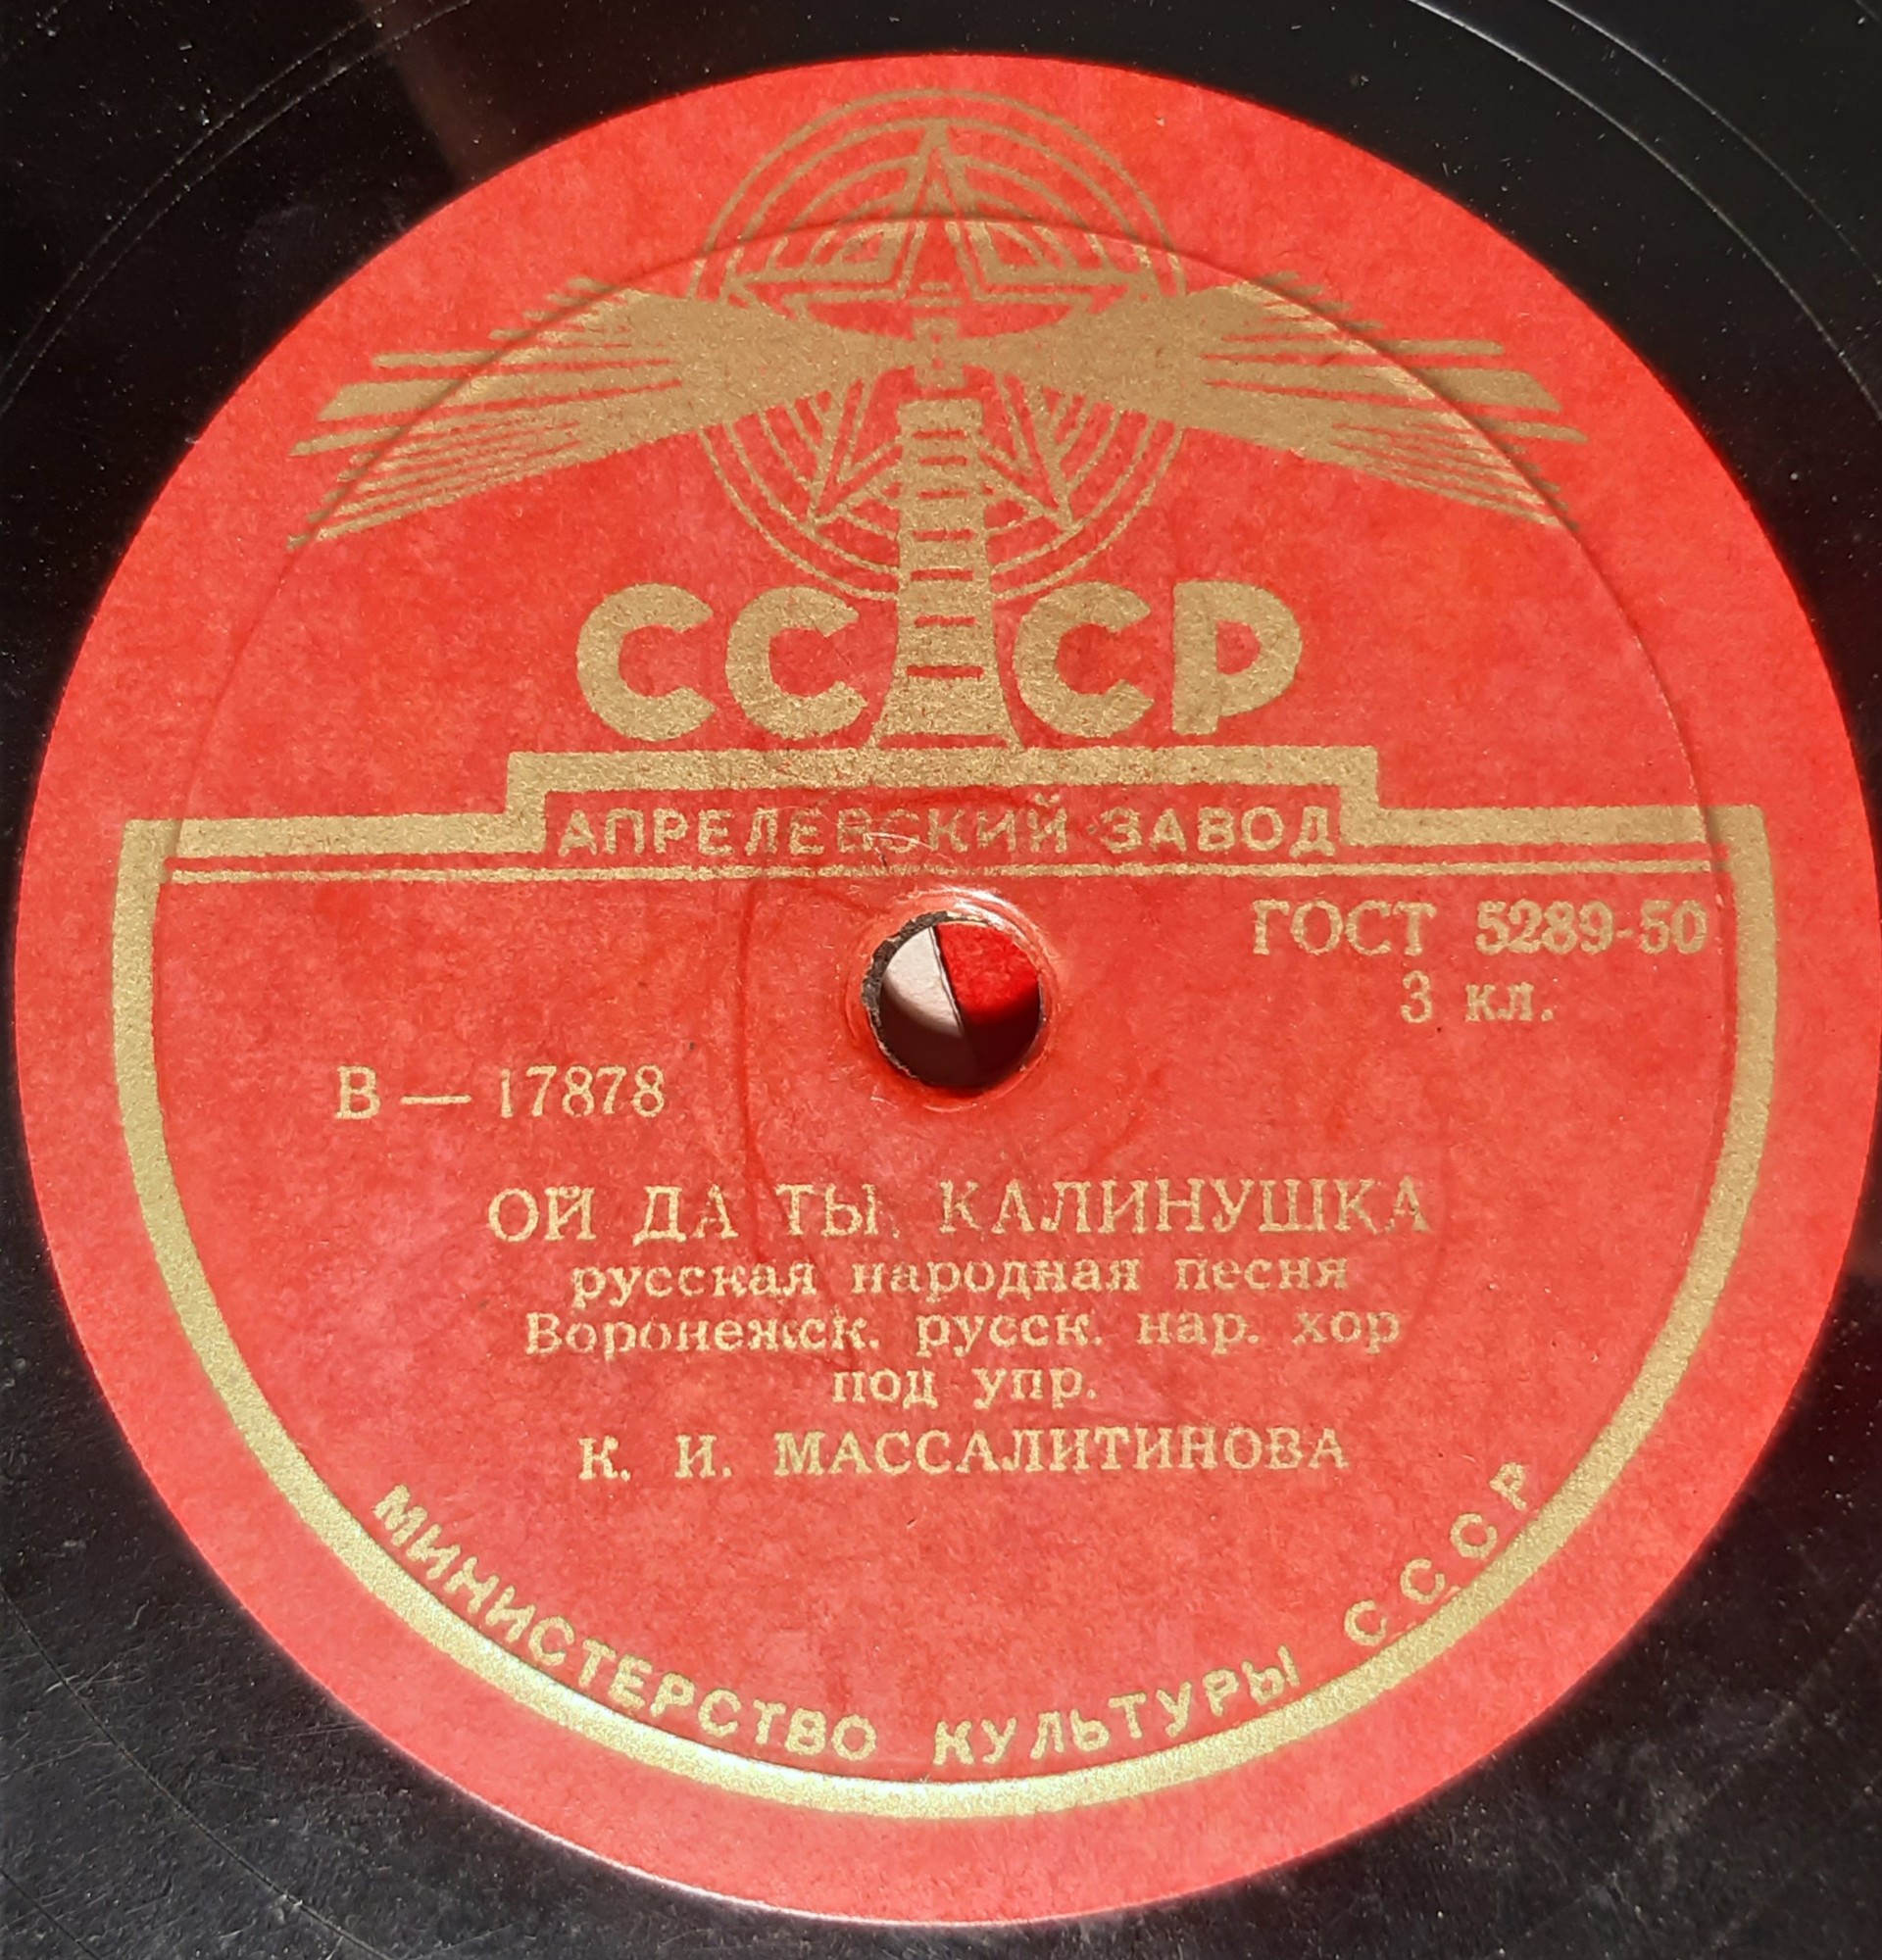 СССР
АПРЕЛЕВСКИЙ ЗАВОД
ГОСТ 5289-50
3 кл.
В — 17878
ОЙ ДА ТЫ, КАЛИНУШКА
русская народная песня
Воронежск. русск. нар. хор
под упр.
К. И. МАССАЛИТИНОВА
МИНИСТЕРСТВО КУЛЬТУРЫ СССР